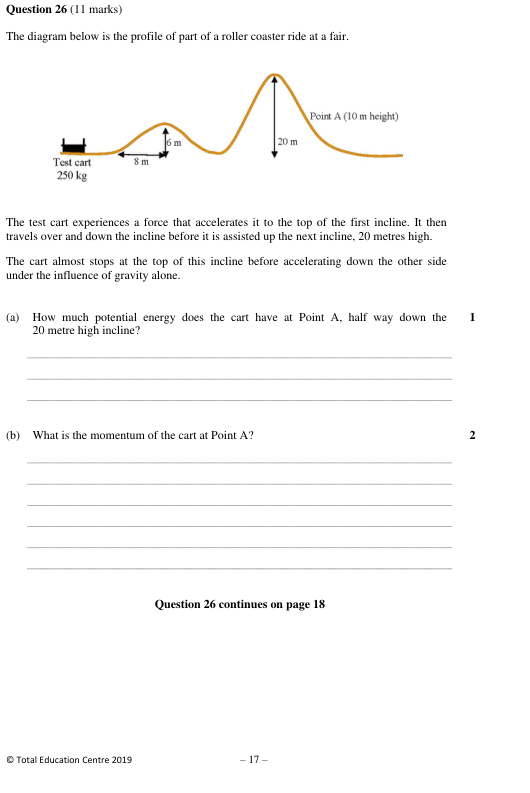 Question 26 (11 marks)
The diagram below is the profile of part of a roller coaster ride at a fair.
Point A (10 m height)
6 m
20 m
Test cart
8 m
250 kg
The test cart experiences a force that accelerates it to the top of the first incline. It then
travels over and down the incline before it is assisted up the next incline, 20 metres high.
The cart almost stops at the top of this incline before accelerating down the other side
under the influence of gravity alone.
(a) How much potential energy does the cart have at Point A, half way down the 1
20 metre high incline?
(b) What is the momentum of the cart at Point A? 2
Question 26 continues on page 18
© Total Education Centre 2019 – 17 –